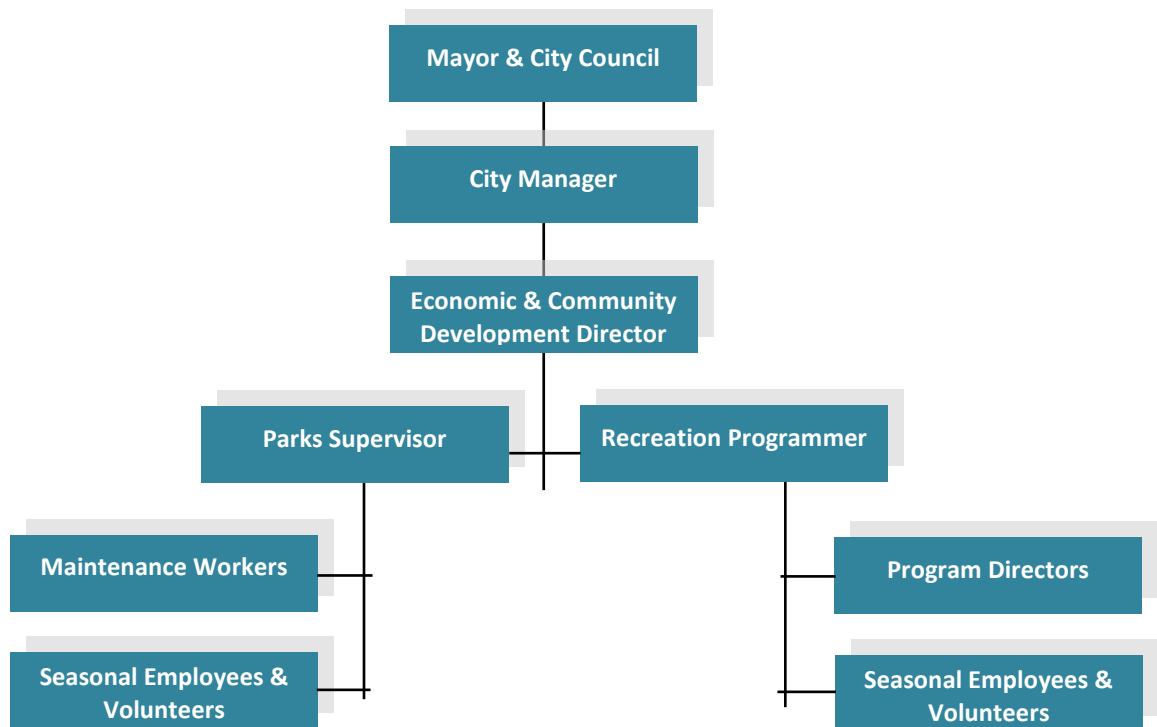 Mayor & City Council
City Manager
Economic & Community
Development Director
Parks Supervisor
Recreation Programmer
Maintenance Workers
Program Directors
Seasonal Employees &
Volunteers
Seasonal Employees &
Volunteers